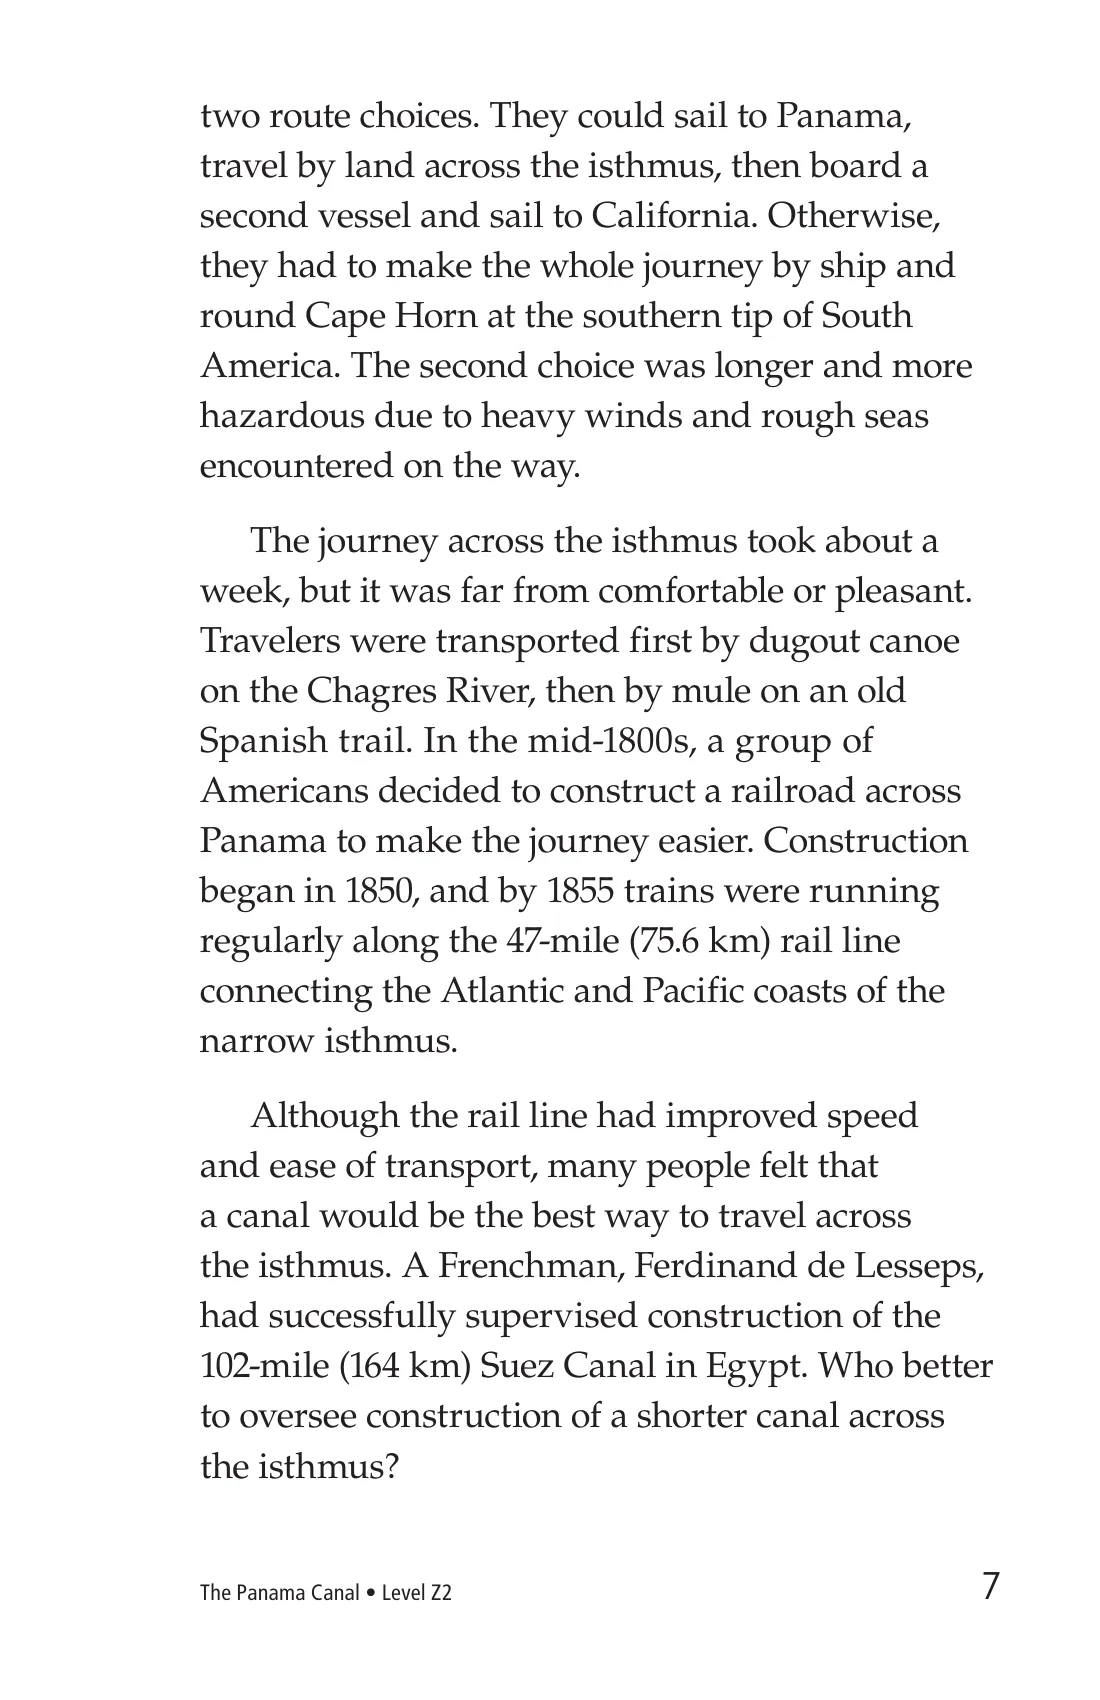 two route choices. They could sail to Panama,
travel by land across the isthmus, then board a
second vessel and sail to California. Otherwise,
they had to make the whole journey by ship and
round Cape Horn at the southern tip of South
America. The second choice was longer and more
hazardous due to heavy winds and rough seas
encountered on the way.
The journey across the isthmus took about a
week, but it was far from comfortable or pleasant.
Travelers were transported first by dugout canoe
on the Chagres River, then by mule on an old
Spanish trail. In the mid-1800s, a group of
Americans decided to construct a railroad across
Panama to make the journey easier. Construction
began in 1850, and by 1855 trains were running
regularly along the 47-mile (75.6 km) rail line
connecting the Atlantic and Pacific coasts of the
narrow isthmus.
Although the rail line had improved speed
and ease of transport, many people felt that
a canal would be the best way to travel across
the isthmus. A Frenchman, Ferdinand de Lesseps,
had successfully supervised construction of the
102-mile (164 km) Suez Canal in Egypt. Who better
to oversee construction of a shorter canal across
the isthmus?
The Panama Canal • Level Z2
7